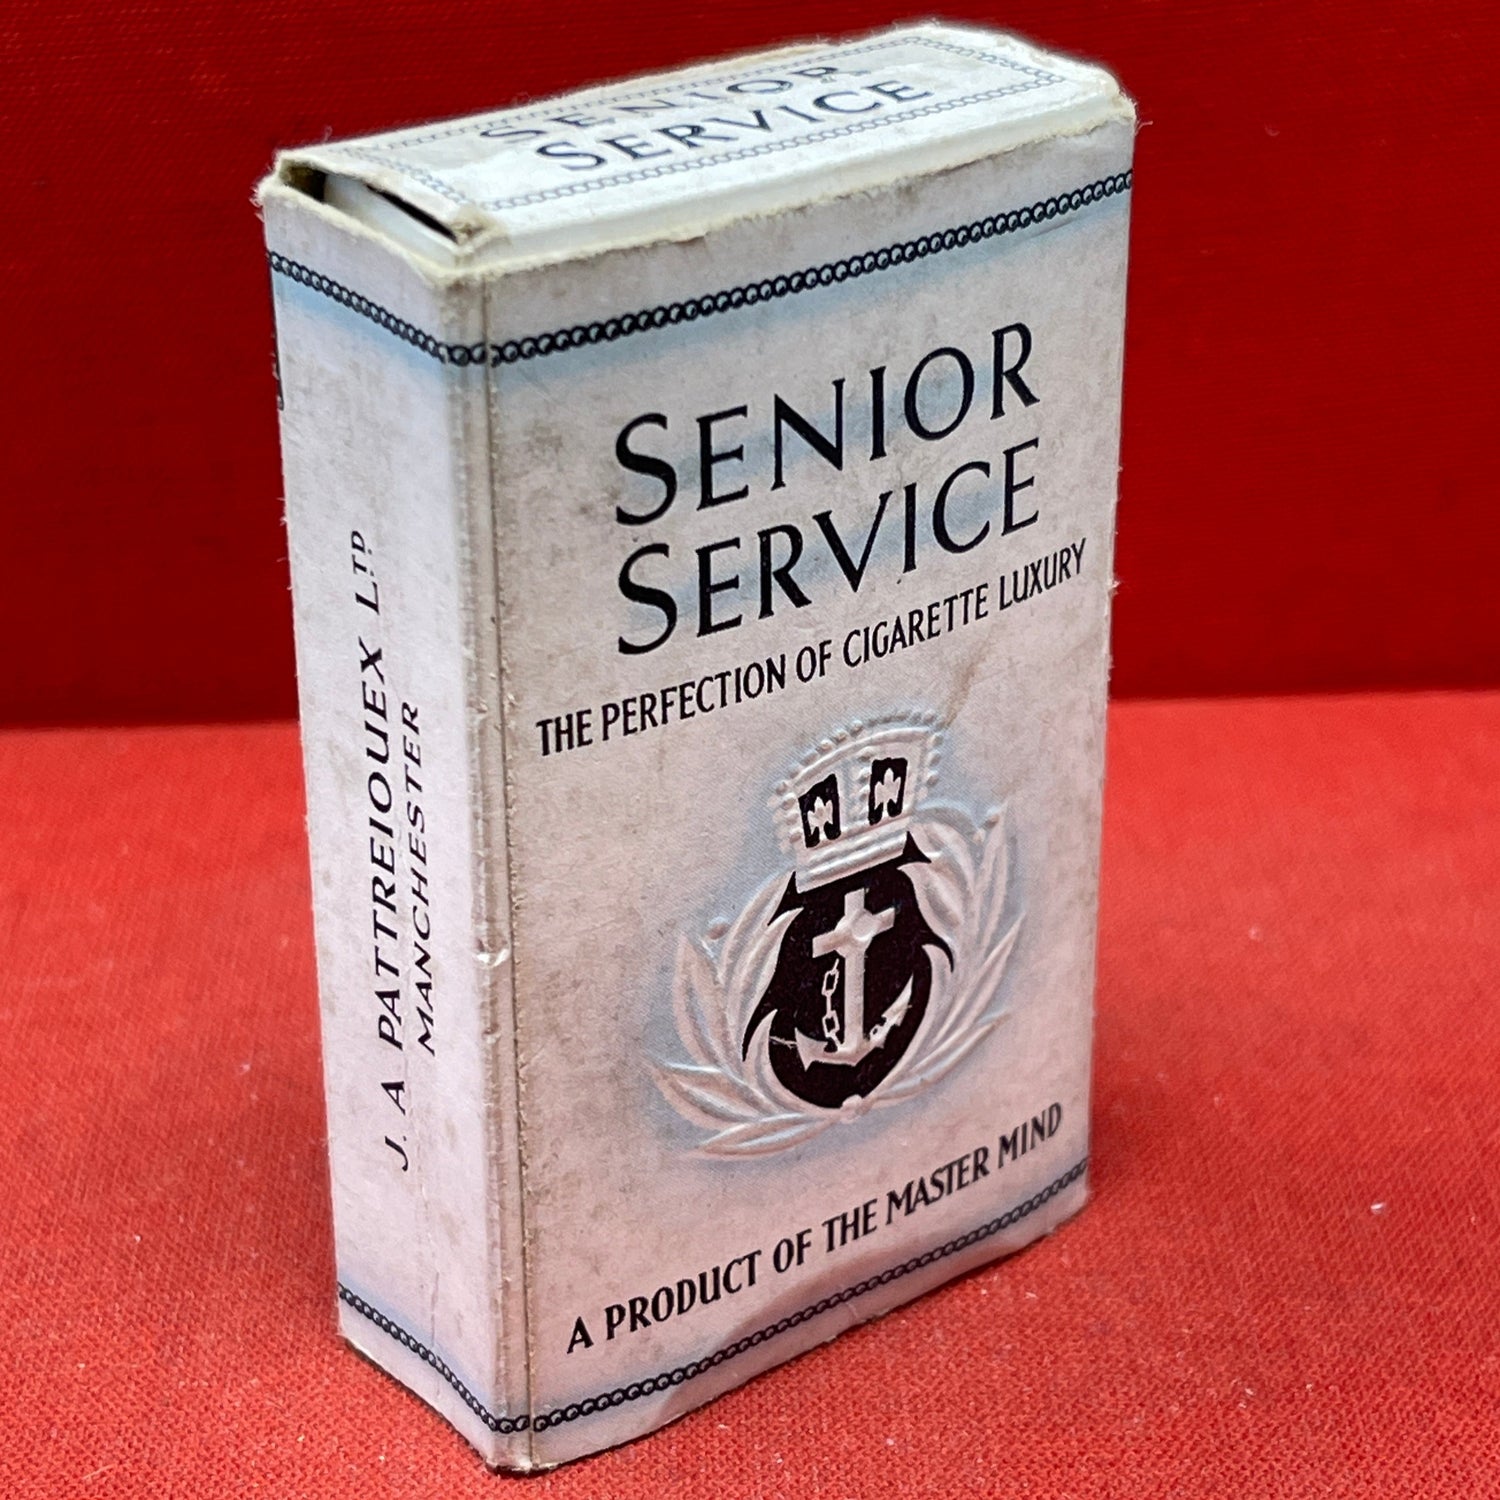 SENIOR
SERVICE
SENIOR
SERVICE
THE PERFECTION OF CIGARETTE LUXURY
A PRODUCT OF THE MASTER MIND
J. A PATTREIOUEX LTD
MANCHESTER